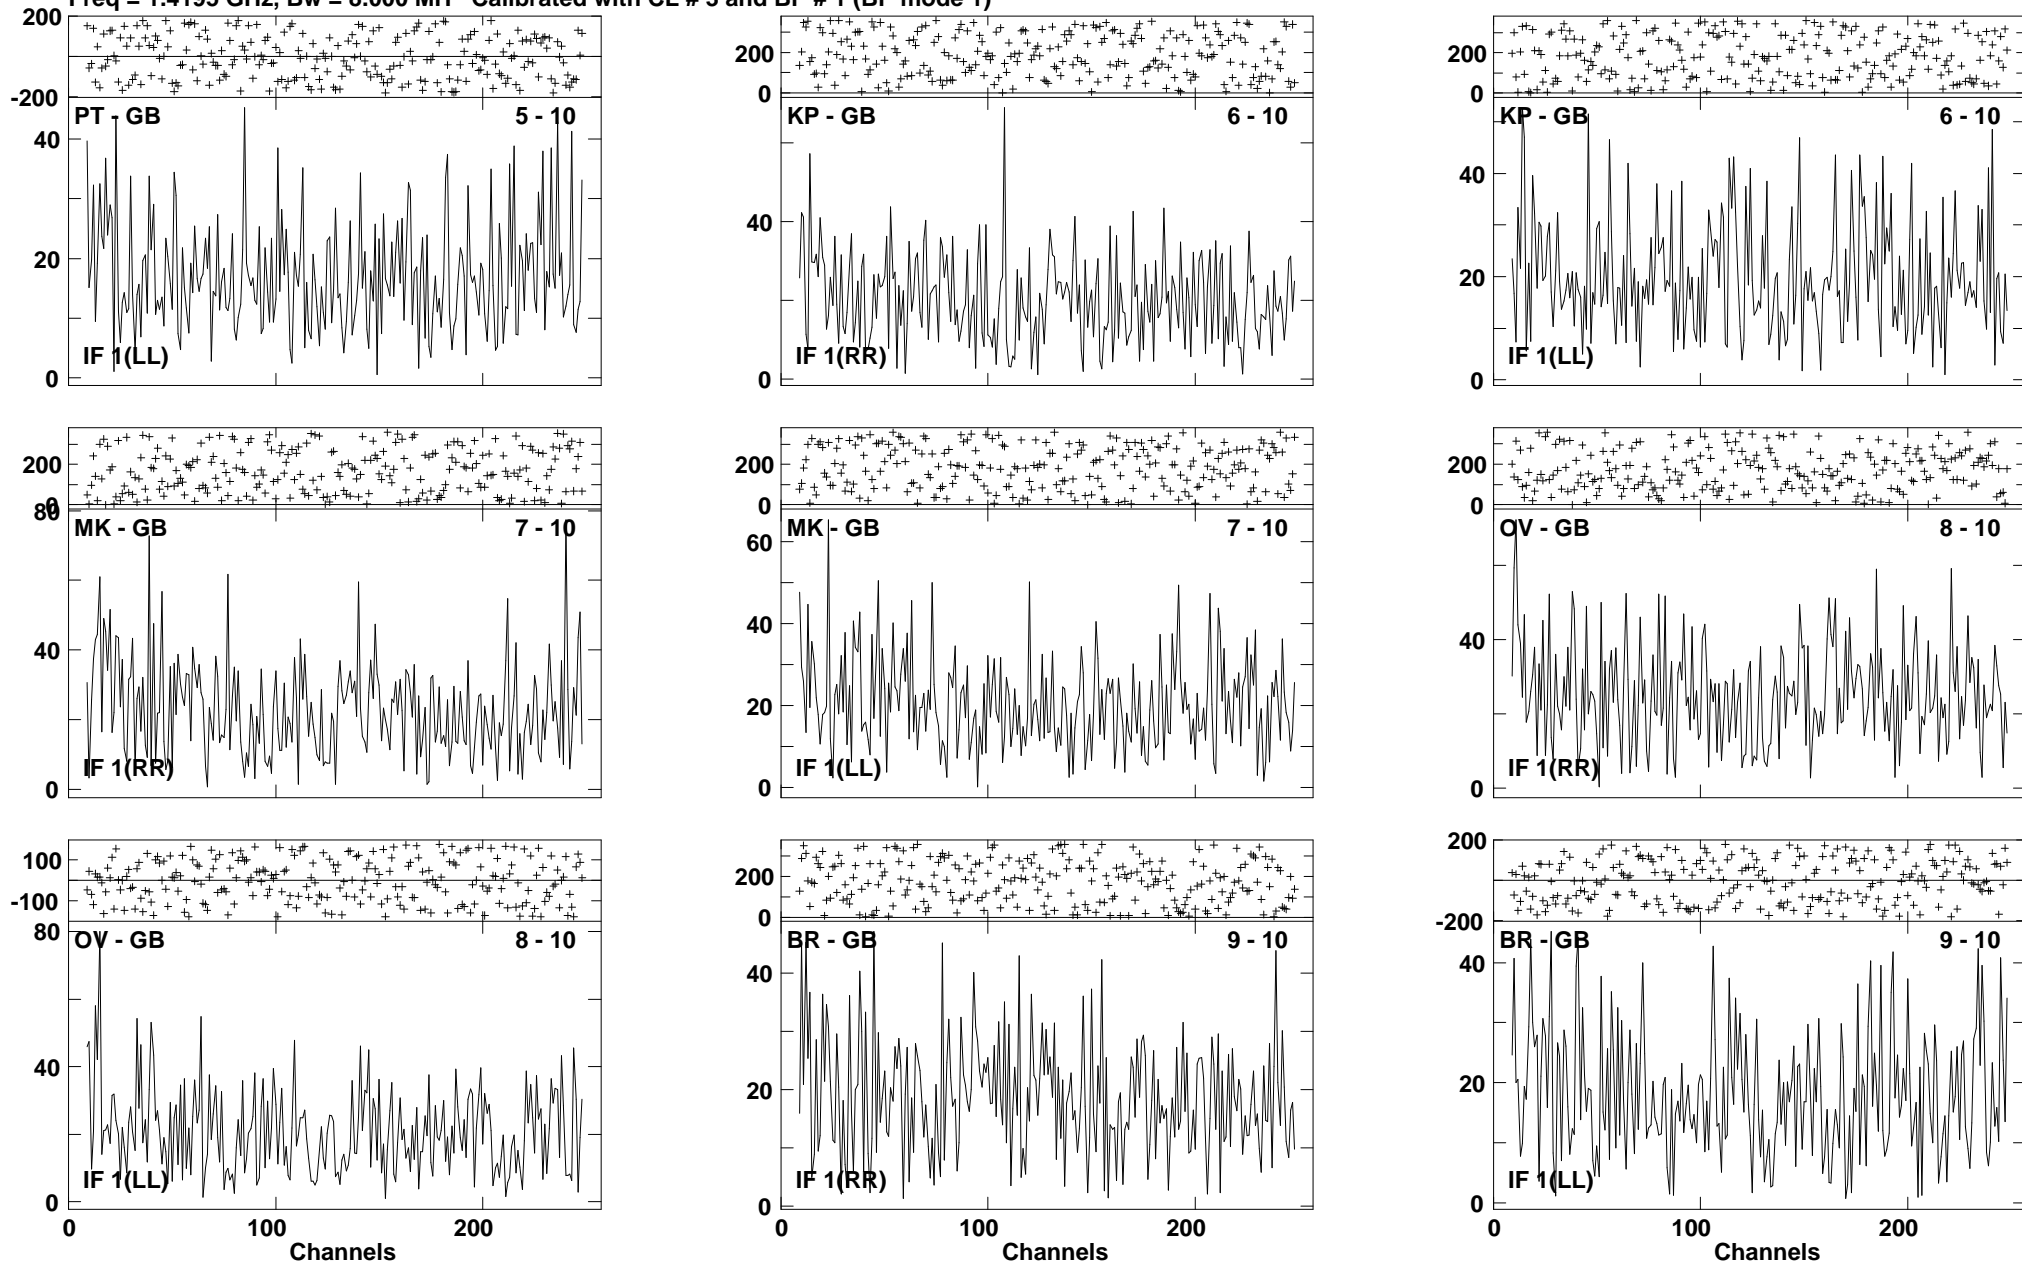 Freq = 1.4195 GHz, Bw = 8.000 MH Calibrated with CL # 3 and BP # 1 (BP mode 1)
200
-200
PT - GB 5 - 10
40
20
0
IF 1(LL)
200
0
KP - GB 6 - 10
40
0
IF 1(RR)
200
0
KP - GB 6 - 10
40
20
0
IF 1(LL)
200
0
80
MK - GB 7 - 10
40
0
IF 1(RR)
200
0
MK - GB 7 - 10
60
40
20
0
IF 1(LL)
200
0
OV - GB 8 - 10
40
0
IF 1(RR)
100
-100
80
OV - GB 8 - 10
40
0
IF 1(LL)
0 100 200
Channels
200
0
BR - GB 9 - 10
40
20
0
IF 1(RR)
0 100 200
Channels
200
-200
BR - GB 9 - 10
40
20
0
IF 1(LL)
0 100 200
Channels